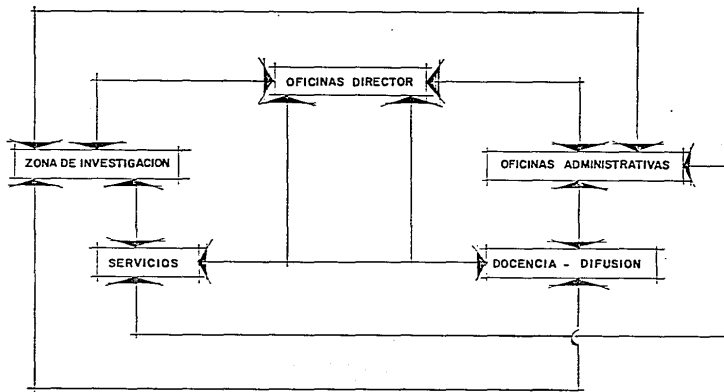 OFICINAS DIRECTOR
ZONA DE INVESTIGACION
OFICINAS ADMINISTRATIVAS
SERVICIOS
DOCENCIA - DIFUSION